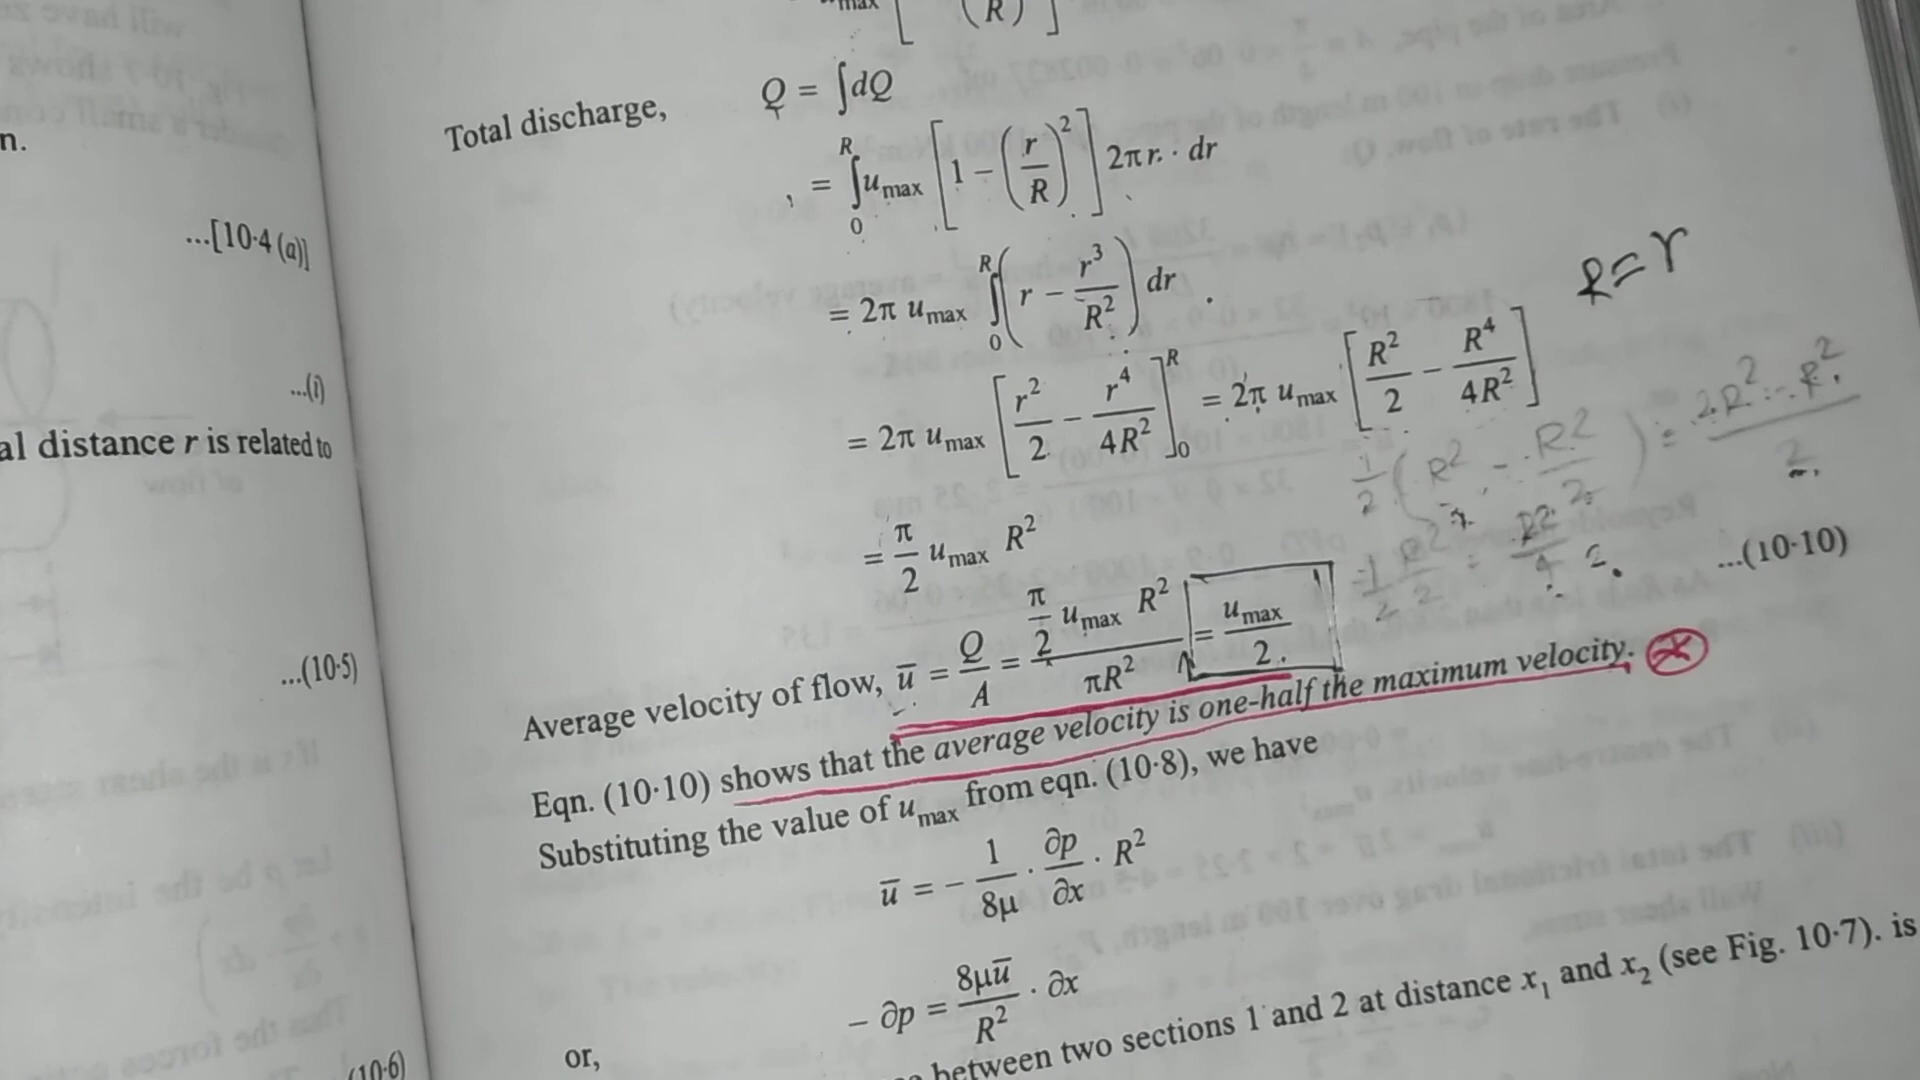 n.
...[10·4 (a)]
...(i)
al distance r is related to
...(10·5)
(10·6)
Total discharge, Q = ∫dQ
= ∫₀ᴿ u_max [1 − (r/R)²] 2πr · dr
= 2π u_max ∫₀ᴿ (r − r³/R²) dr
R=r
= 2π u_max [r²/2 − r⁴/4R²]₀ᴿ = 2π u_max [R²/2 − R⁴/4R²]
= π/2 u_max R²
...(10·10)
Average velocity of flow, ū = Q/A = (π/2 u_max R²)/(πR²) = u_max/2
Eqn. (10·10) shows that the average velocity is one-half the maximum velocity.
Substituting the value of u_max from eqn. (10·8), we have
ū = − 1/8μ · ∂p/∂x · R²
or, − ∂p = 8μū/R² · ∂x
between two sections 1 and 2 at distance x₁ and x₂ (see Fig. 10·7). is